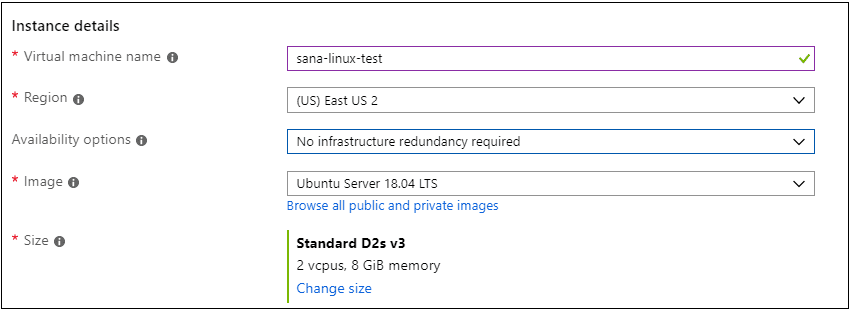 Instance details
* Virtual machine name
sana-linux-test
* Region
(US) East US 2
Availability options
No infrastructure redundancy required
* Image
Ubuntu Server 18.04 LTS
Browse all public and private images
* Size
Standard D2s v3
2 vcpus, 8 GiB memory
Change size